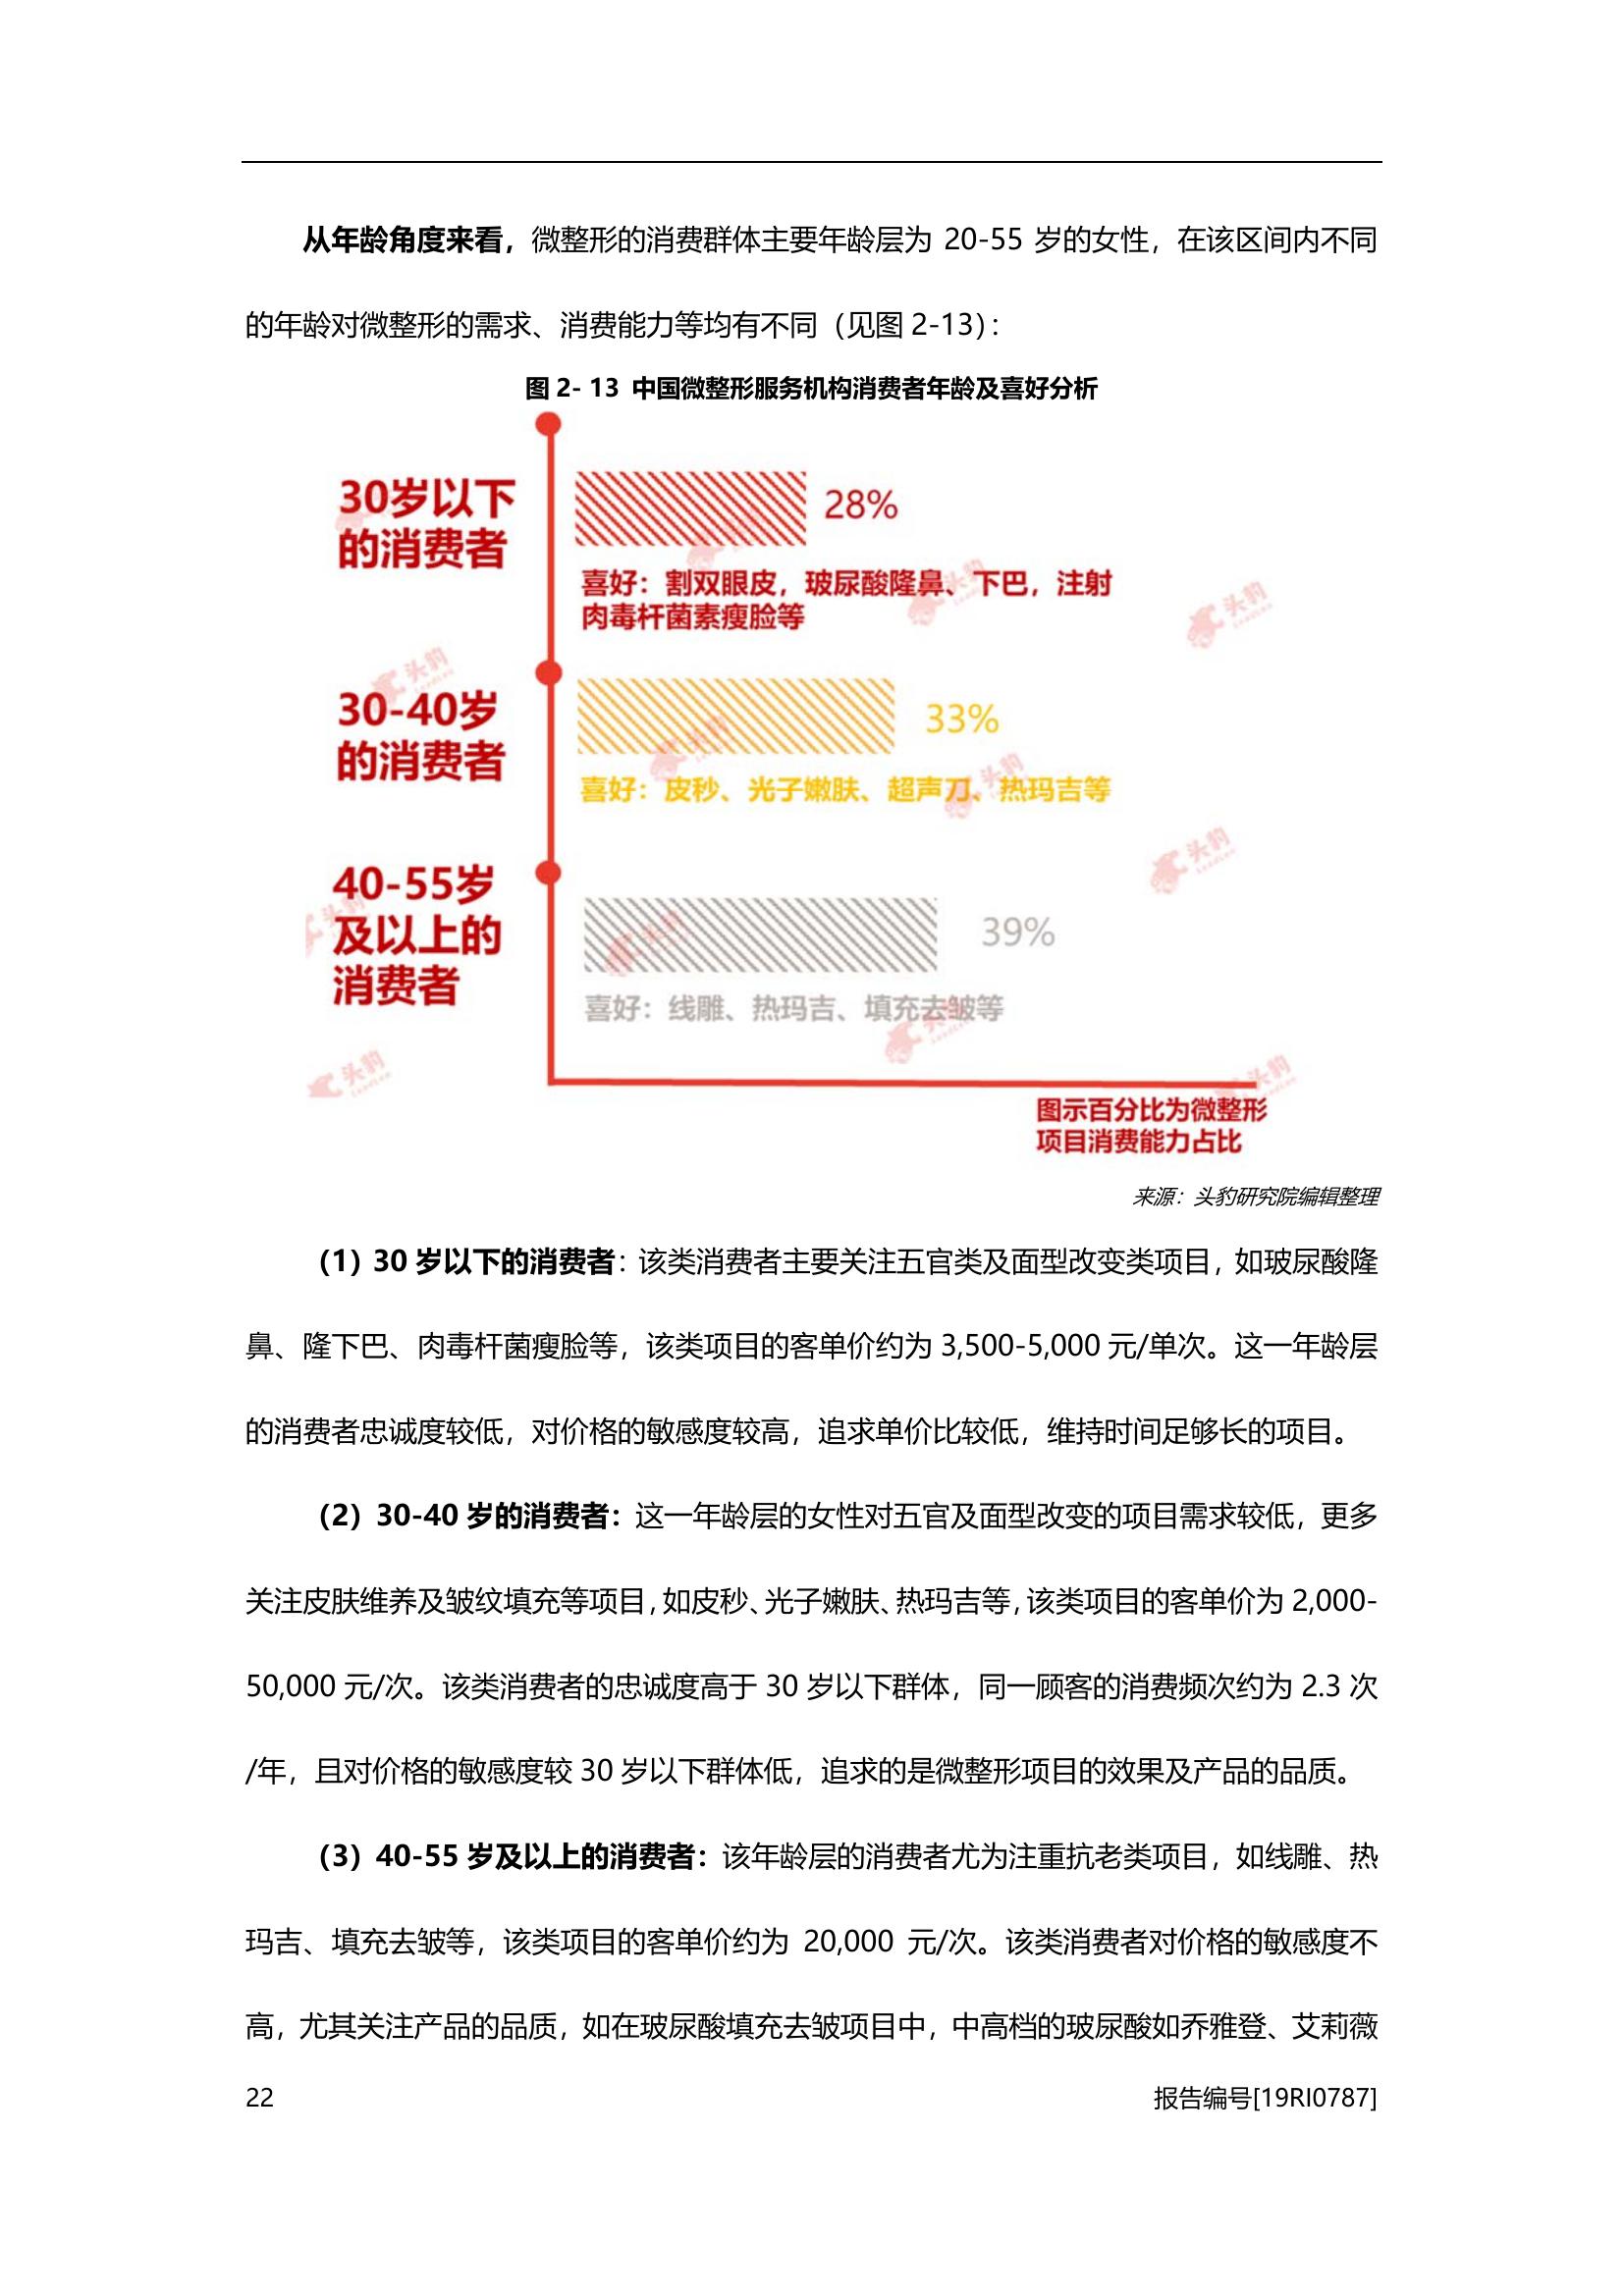 从年龄角度来看，微整形的消费群体主要年龄层为 20-55 岁的女性，在该区间内不同
的年龄对微整形的需求、消费能力等均有不同（见图 2-13）：
图 2- 13 中国微整形服务机构消费者年龄及喜好分析
30岁以下
的消费者
28%
喜好：割双眼皮，玻尿酸隆鼻、下巴，注射
肉毒杆菌素瘦脸等
30-40岁
的消费者
33%
喜好：皮秒、光子嫩肤、超声刀、热玛吉等
40-55岁
及以上的
消费者
39%
喜好：线雕、热玛吉、填充去皱等
图示百分比为微整形
项目消费能力占比
来源：头豹研究院编辑整理
（1）30 岁以下的消费者：该类消费者主要关注五官类及面型改变类项目，如玻尿酸隆
鼻、隆下巴、肉毒杆菌瘦脸等，该类项目的客单价约为 3,500-5,000 元/单次。这一年龄层
的消费者忠诚度较低，对价格的敏感度较高，追求单价比较低，维持时间足够长的项目。
（2）30-40 岁的消费者：这一年龄层的女性对五官及面型改变的项目需求较低，更多
关注皮肤维养及皱纹填充等项目，如皮秒、光子嫩肤、热玛吉等，该类项目的客单价为 2,000-
50,000 元/次。该类消费者的忠诚度高于 30 岁以下群体，同一顾客的消费频次约为 2.3 次
/年，且对价格的敏感度较 30 岁以下群体低，追求的是微整形项目的效果及产品的品质。
（3）40-55 岁及以上的消费者：该年龄层的消费者尤为注重抗老类项目，如线雕、热
玛吉、填充去皱等，该类项目的客单价约为 20,000 元/次。该类消费者对价格的敏感度不
高，尤其关注产品的品质，如在玻尿酸填充去皱项目中，中高档的玻尿酸如乔雅登、艾莉薇
22
报告编号[19RI0787]